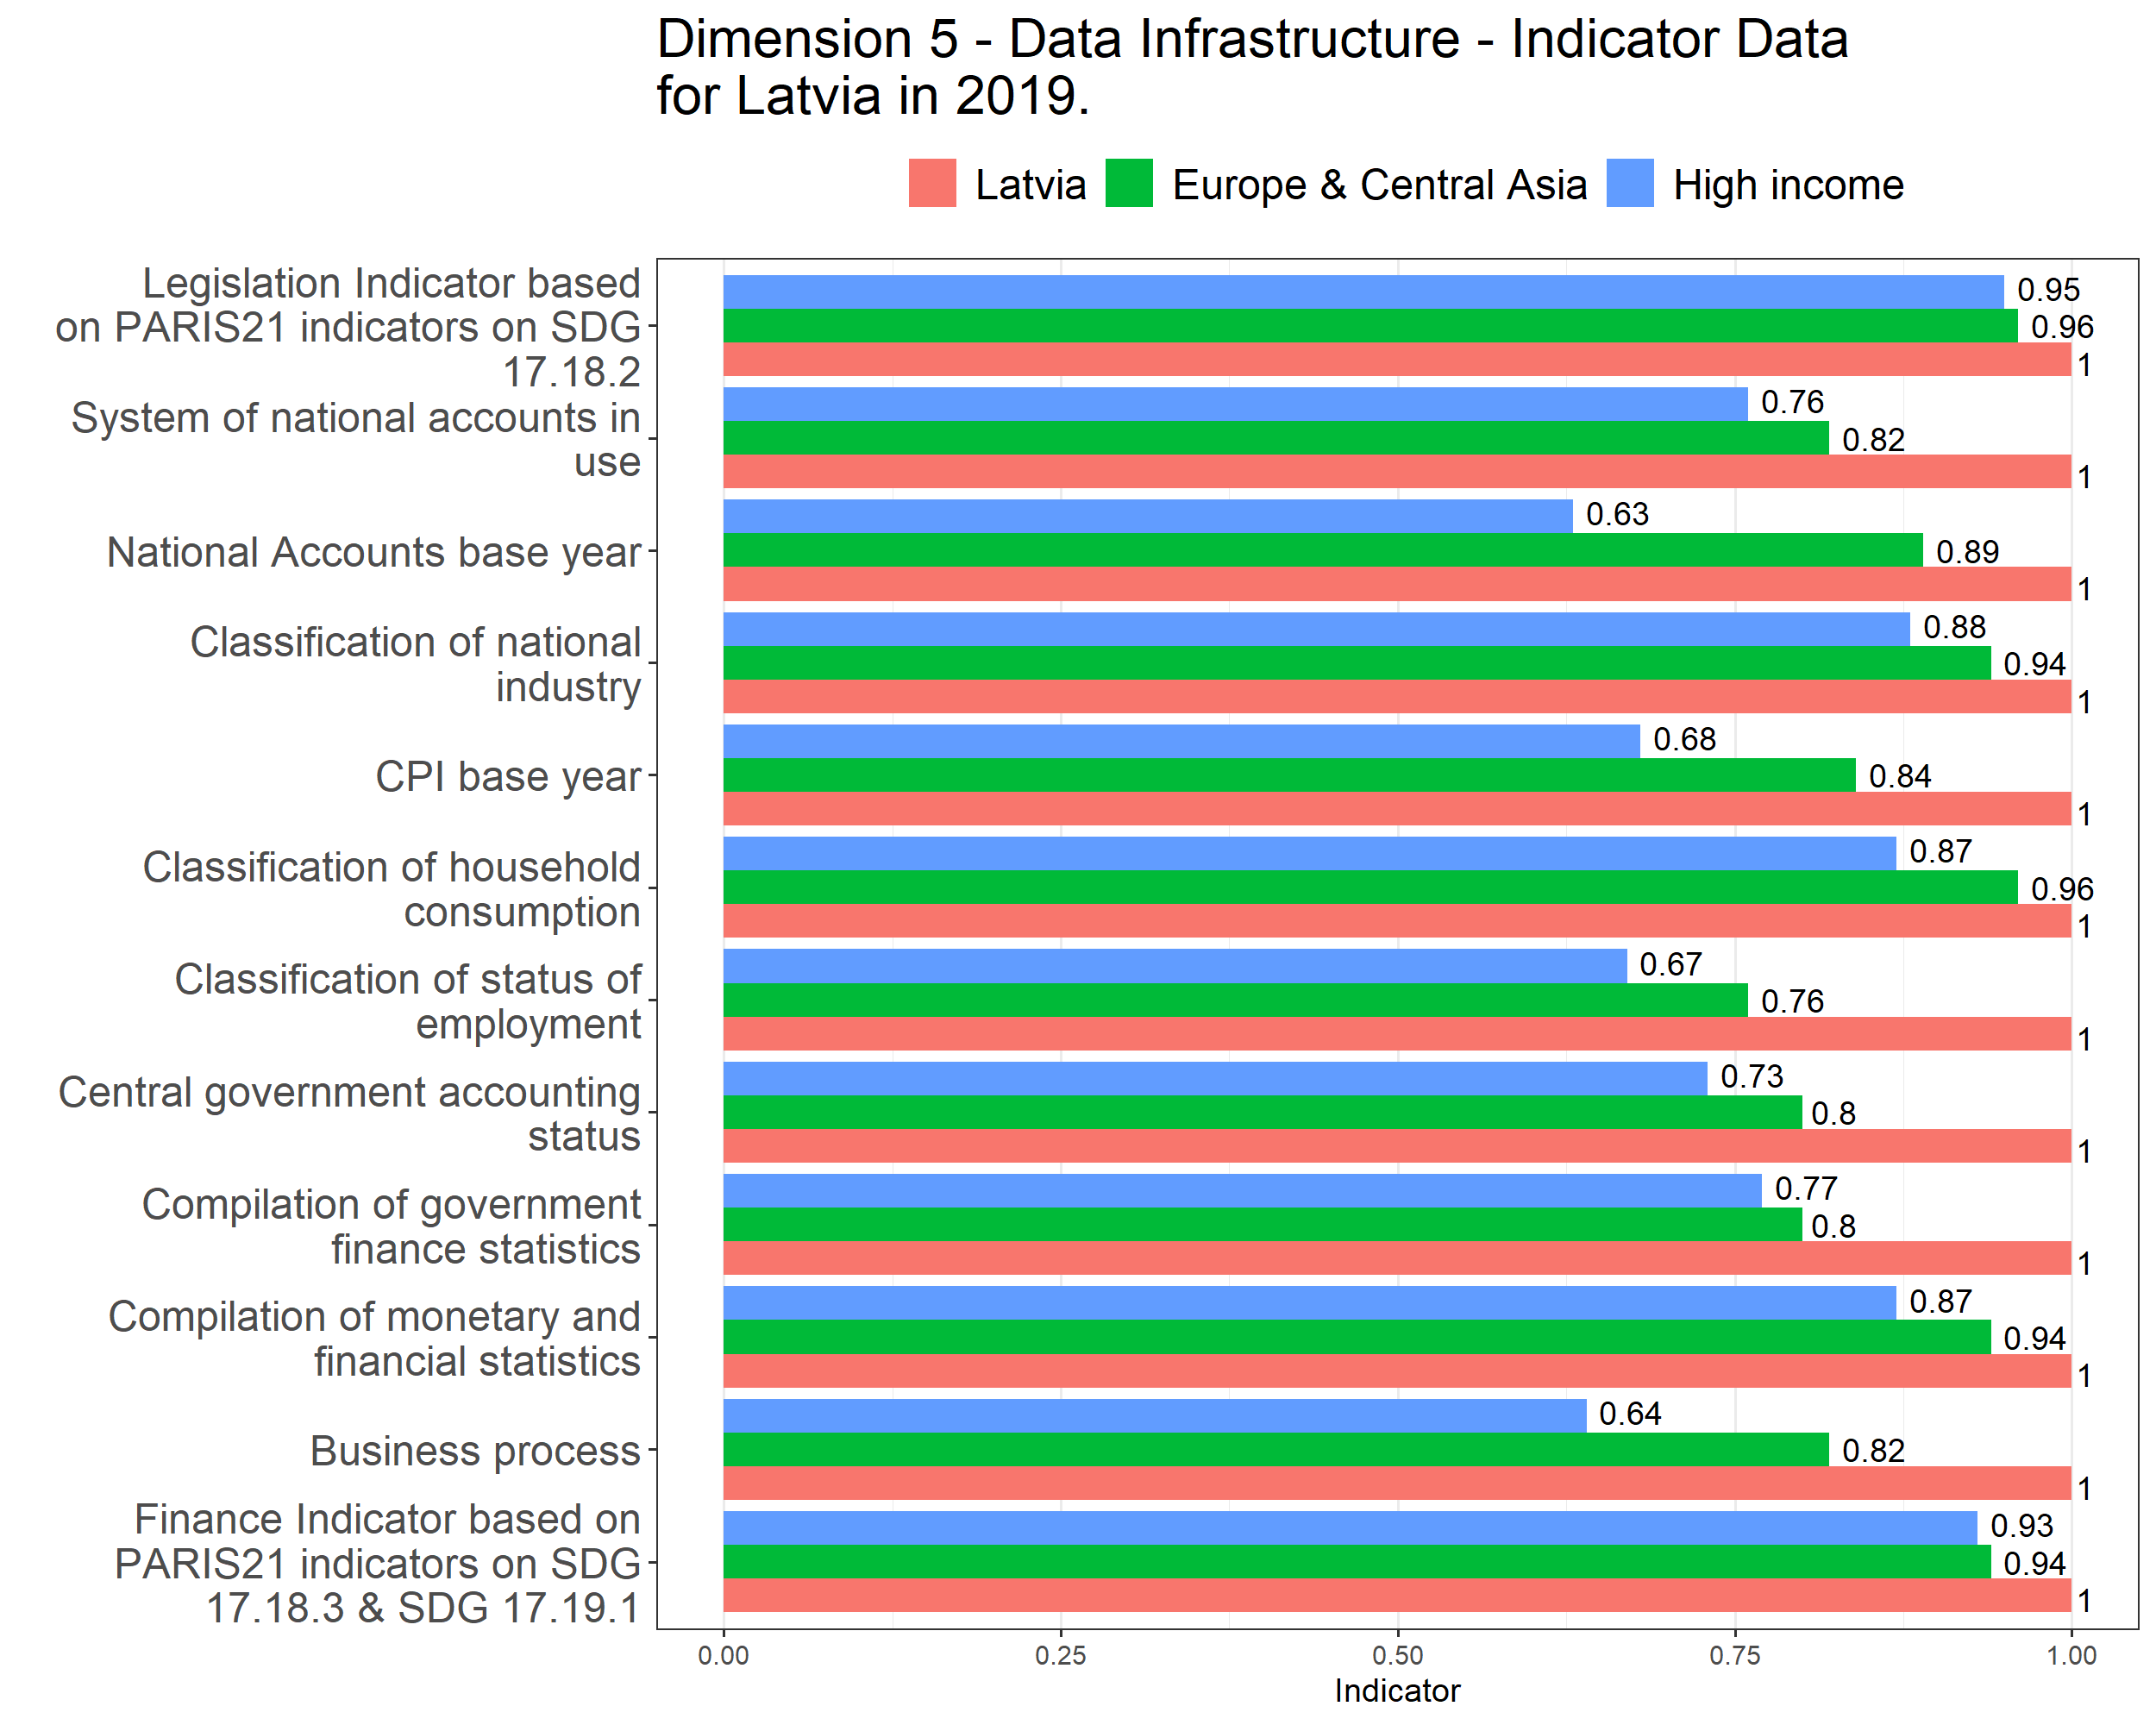 Dimension 5 - Data Infrastructure - Indicator Data
for Latvia in 2019.
Latvia
Europe & Central Asia
High income
Legislation Indicator based
on PARIS21 indicators on SDG
17.18.2
0.95
0.96
1
System of national accounts in
use
0.76
0.82
1
National Accounts base year
0.63
0.89
1
Classification of national
industry
0.88
0.94
1
CPI base year
0.68
0.84
1
Classification of household
consumption
0.87
0.96
1
Classification of status of
employment
0.67
0.76
1
Central government accounting
status
0.73
0.8
1
Compilation of government
finance statistics
0.77
0.8
1
Compilation of monetary and
financial statistics
0.87
0.94
1
Business process
0.64
0.82
1
Finance Indicator based on
PARIS21 indicators on SDG
17.18.3 & SDG 17.19.1
0.93
0.94
1
0.00
0.25
0.50
0.75
1.00
Indicator